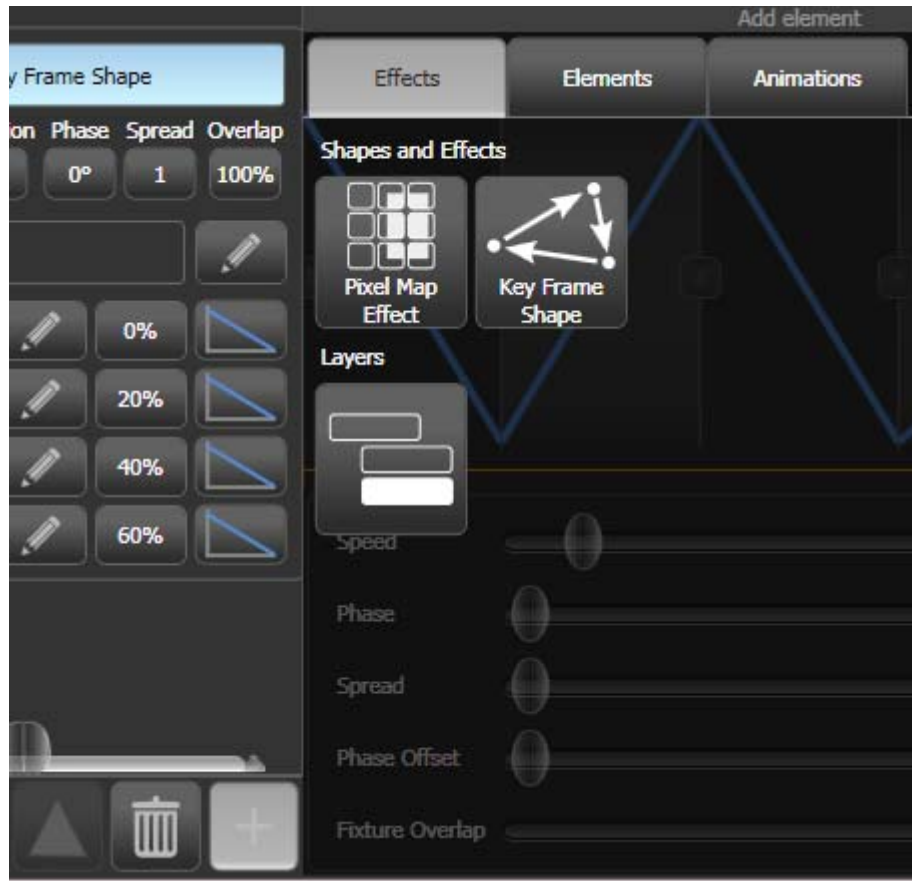 Add element
y Frame Shape
Effects
Elements
Animations
on Phase Spread Overlap
0° 1 100%
Shapes and Effects
Pixel Map
Effect
Key Frame
Shape
0%
Layers
20%
40%
60%
Speed
Phase
Spread
Phase Offset
Fixture Overlap